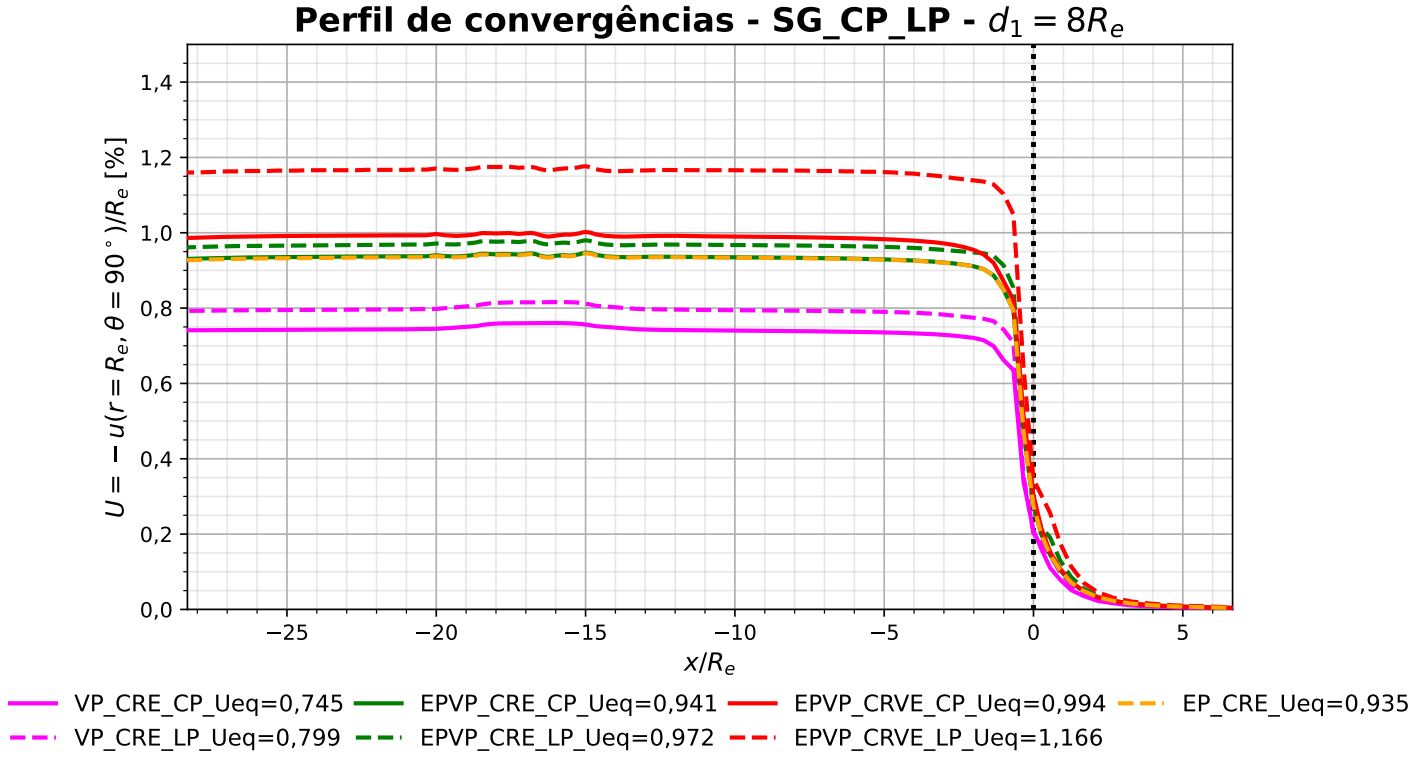 Perfil de convergências - SG_CP_LP - d₁ = 8Rₑ
U = − u(r = Rₑ, θ = 90°)/Rₑ [%]
1,4
1,2
1,0
0,8
0,6
0,4
0,2
0,0
−25 −20 −15 −10 −5 0 5
x/Rₑ
VP_CRE_CP_Ueq=0,745 EPVP_CRE_CP_Ueq=0,941 EPVP_CRVE_CP_Ueq=0,994 EP_CRE_Ueq=0,935
VP_CRE_LP_Ueq=0,799 EPVP_CRE_LP_Ueq=0,972 EPVP_CRVE_LP_Ueq=1,166